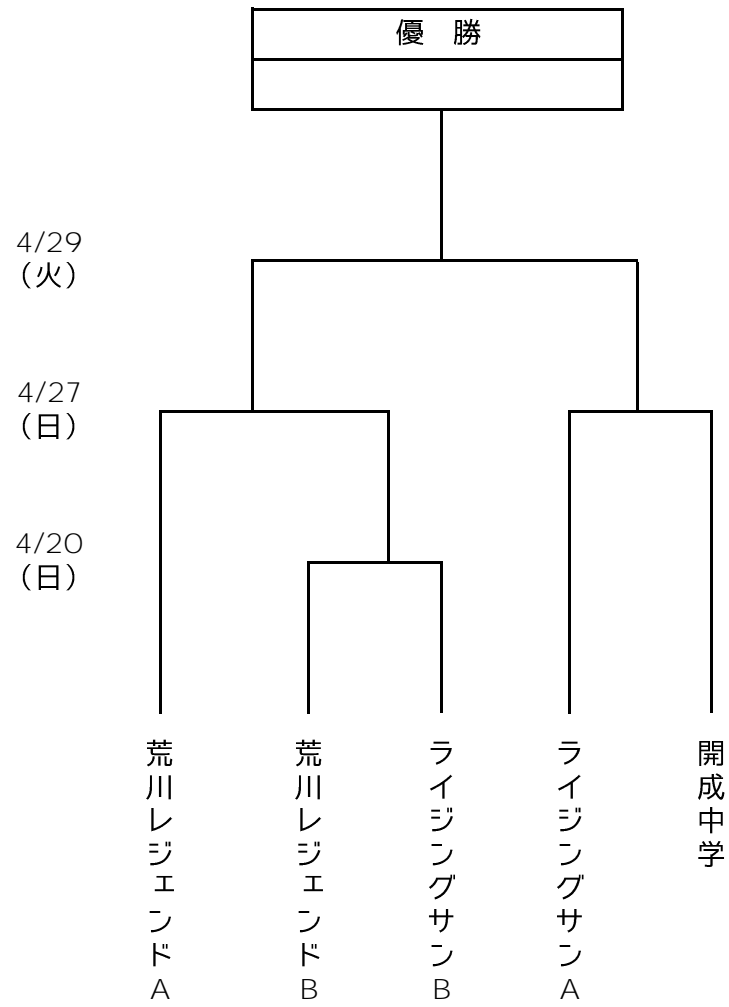 優　勝
4/29
（火）
4/27
（日）
4/20
（日）
荒川レジェンドA
荒川レジェンドB
ライジングサンB
ライジングサンA
開成中学